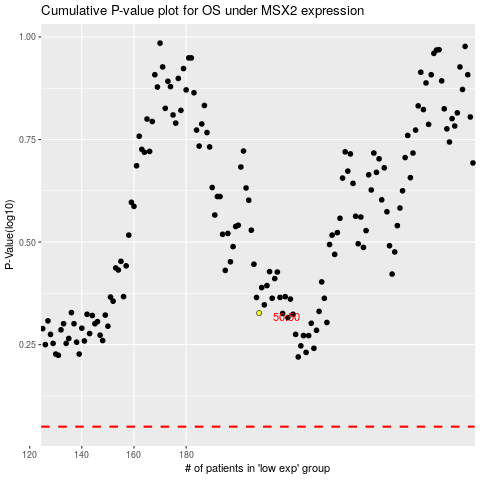 Cumulative P-value plot for OS under MSX2 expression
1.00
0.75
0.50
0.25
P-Value(log10)
50:50
120 140 160 180
# of patients in 'low exp' group